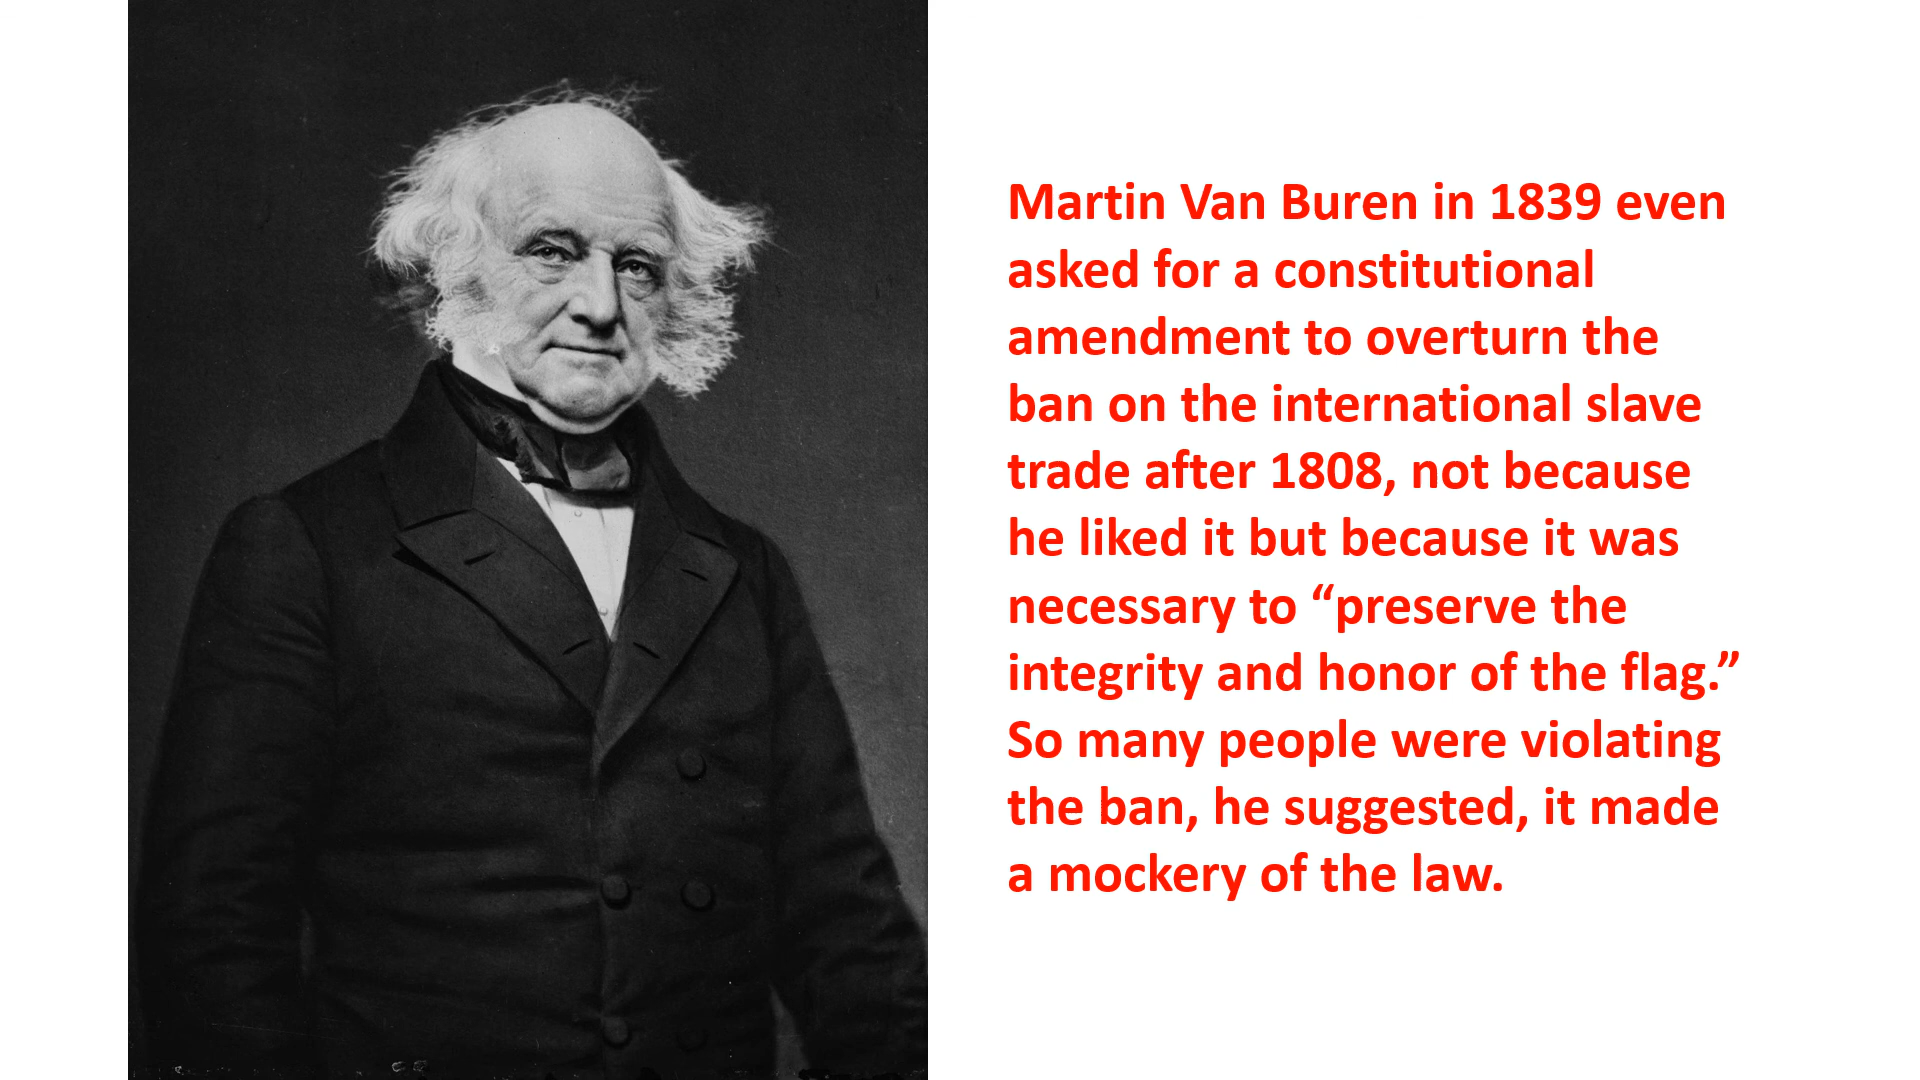 Martin Van Buren in 1839 even
asked for a constitutional
amendment to overturn the
ban on the international slave
trade after 1808, not because
he liked it but because it was
necessary to “preserve the
integrity and honor of the flag.”
So many people were violating
the ban, he suggested, it made
a mockery of the law.